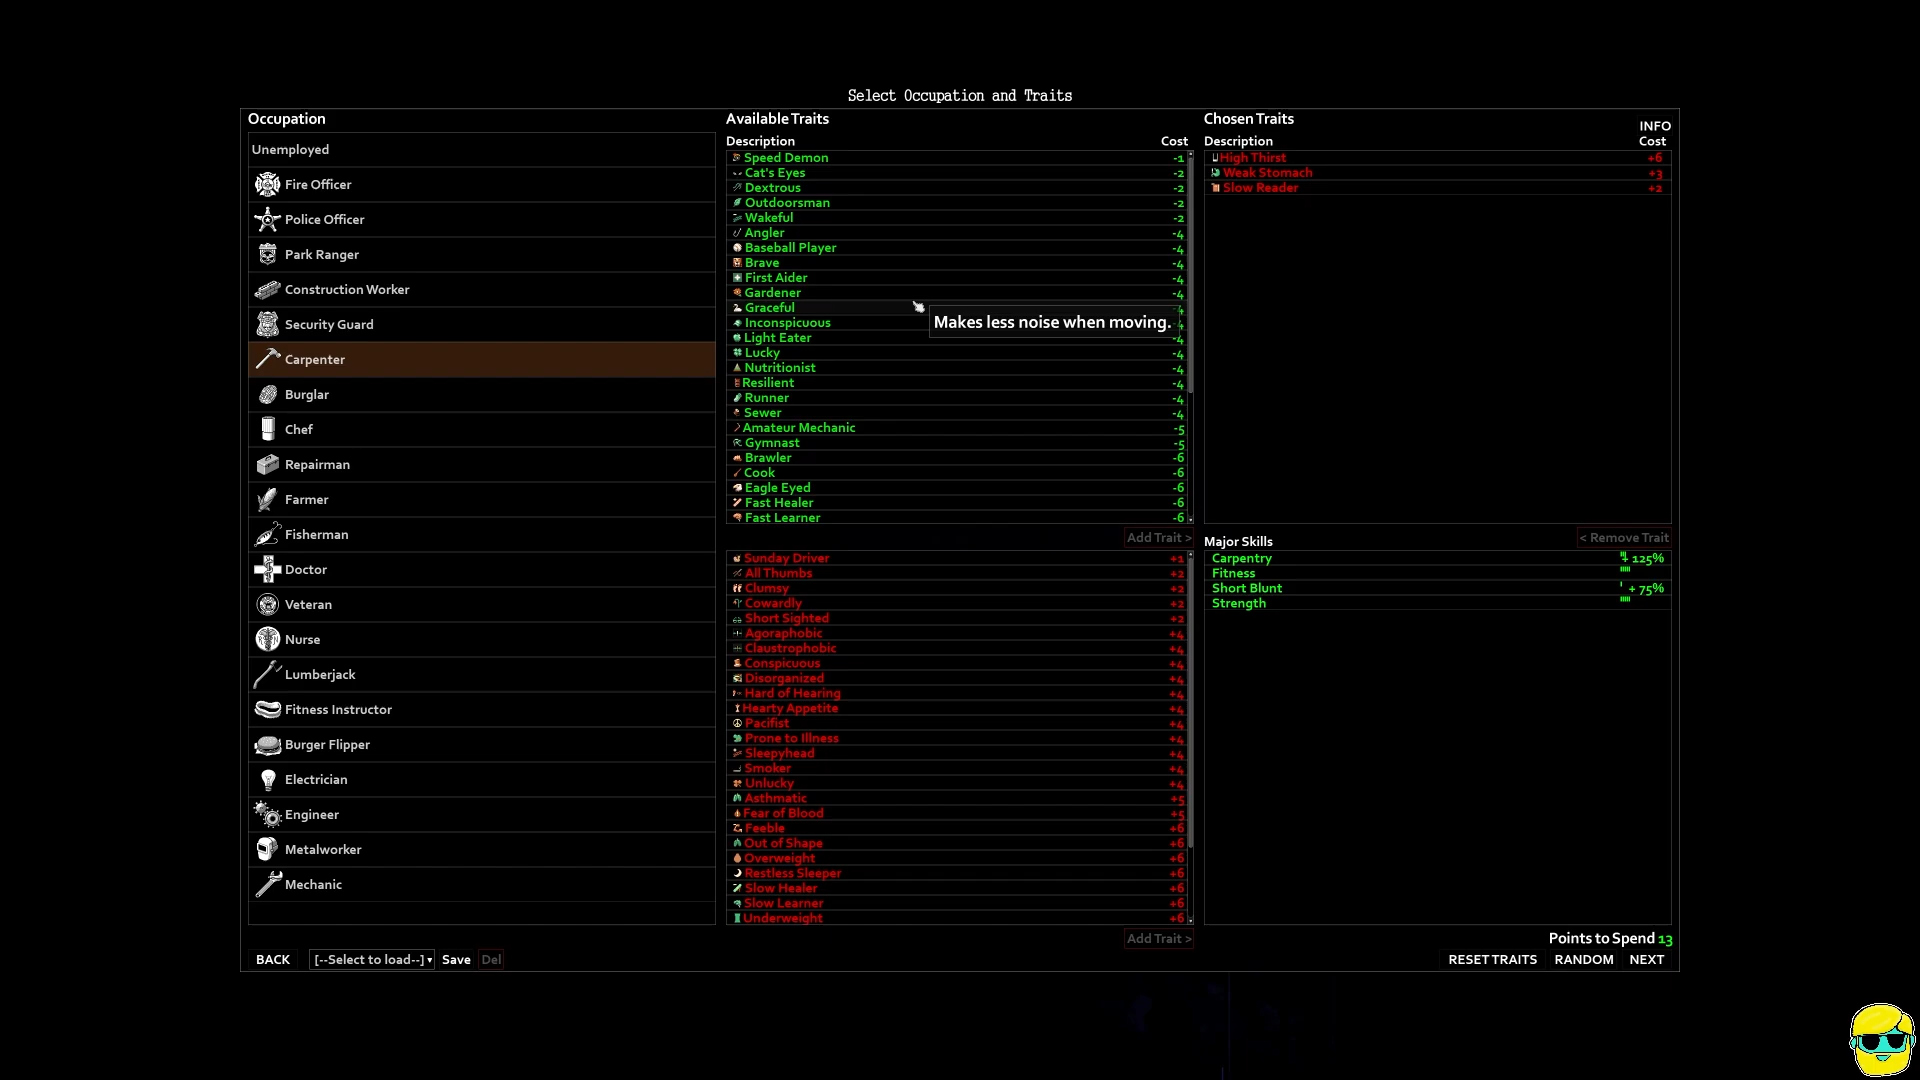 Select Occupation and Traits
Occupation
Unemployed
Fire Officer
Police Officer
Park Ranger
Construction Worker
Security Guard
Carpenter
Burglar
Chef
Repairman
Farmer
Fisherman
Doctor
Veteran
Nurse
Lumberjack
Fitness Instructor
Burger Flipper
Electrician
Engineer
Metalworker
Mechanic
Available Traits
Description Cost
Speed Demon -1
Cat's Eyes -2
Dextrous -2
Outdoorsman -2
Wakeful -2
Angler -4
Baseball Player -4
Brave -4
First Aider -4
Gardener -4
Graceful
Makes less noise when moving.
Inconspicuous
Light Eater -4
Lucky -4
Nutritionist -4
Resilient -4
Runner -4
Sewer -4
Amateur Mechanic -5
Gymnast -5
Brawler -6
Cook -6
Eagle Eyed -6
Fast Healer -6
Fast Learner -6
Add Trait >
Sunday Driver +1
All Thumbs +2
Clumsy +2
Cowardly +2
Short Sighted +2
Agoraphobic +4
Claustrophobic +4
Conspicuous +4
Disorganized +4
Hard of Hearing +4
Hearty Appetite +4
Pacifist +4
Prone to Illness +4
Sleepyhead +4
Smoker +4
Unlucky +4
Asthmatic +5
Fear of Blood +5
Feeble +6
Out of Shape +6
Overweight +6
Restless Sleeper +6
Slow Healer +6
Slow Learner +6
Underweight +6
Add Trait >
Chosen Traits
INFO
Description Cost
High Thirst +6
Weak Stomach +3
Slow Reader +2
< Remove Trait
Major Skills
Carpentry + 125%
Fitness
Short Blunt + 75%
Strength
Points to Spend 13
BACK [--Select to load--] Save Del RESET TRAITS RANDOM NEXT